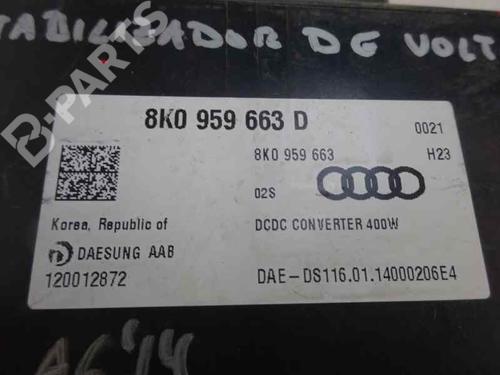 TABILIZADOR DE VOLT
B-PARTS
8K0 959 663 D
0021
8K0 959 663
H23
02S
Korea, Republic of
DCDC CONVERTER 400W
DAESUNG AAB
120012872
DAE-DS116.01.14000206E4
A6'14